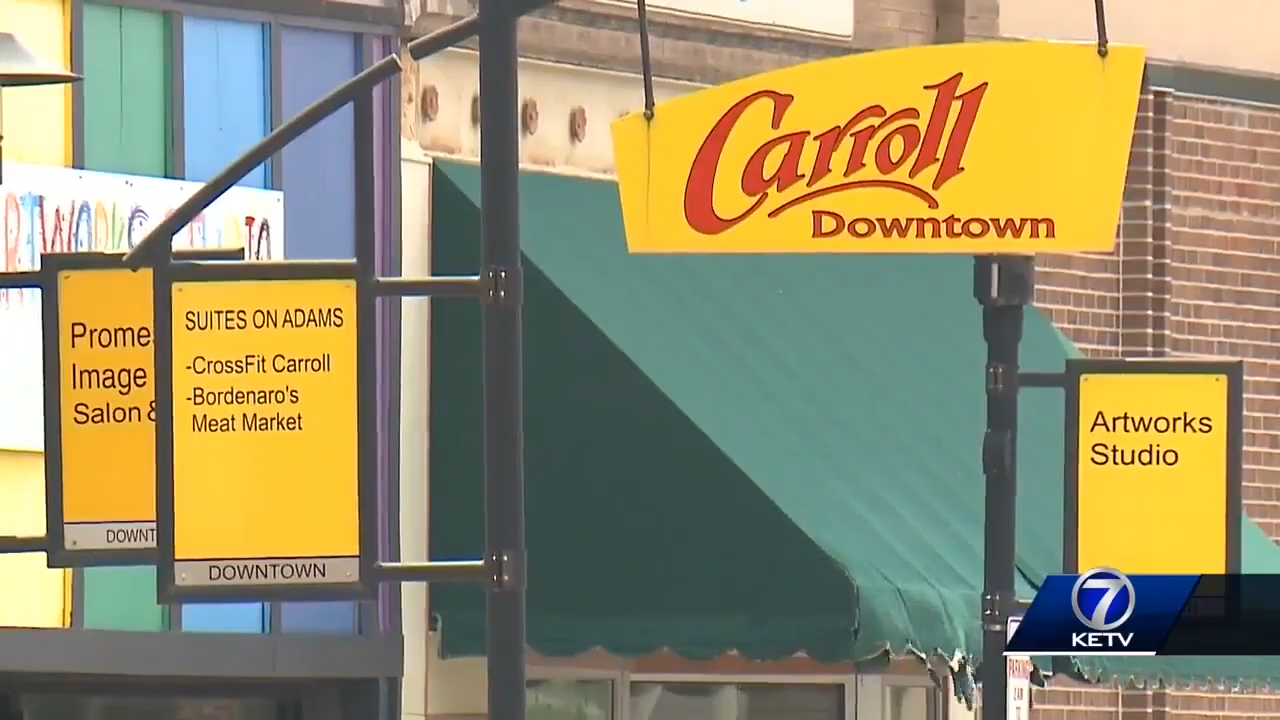 Carroll
Downtown
Prome
Image
Salon &
DOWNT
SUITES ON ADAMS
-CrossFit Carroll
-Bordenaro's
Meat Market
DOWNTOWN
Artworks
Studio
7
KETV